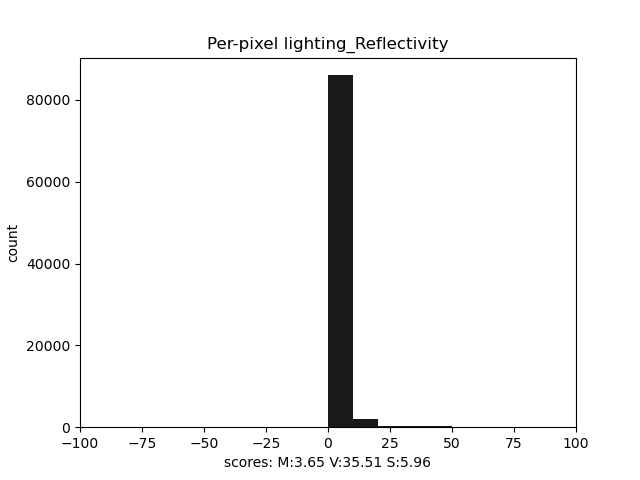 Per-pixel lighting_Reflectivity
80000
60000
40000
20000
0
count
−100 −75 −50 −25 0 25 50 75 100
scores: M:3.65 V:35.51 S:5.96